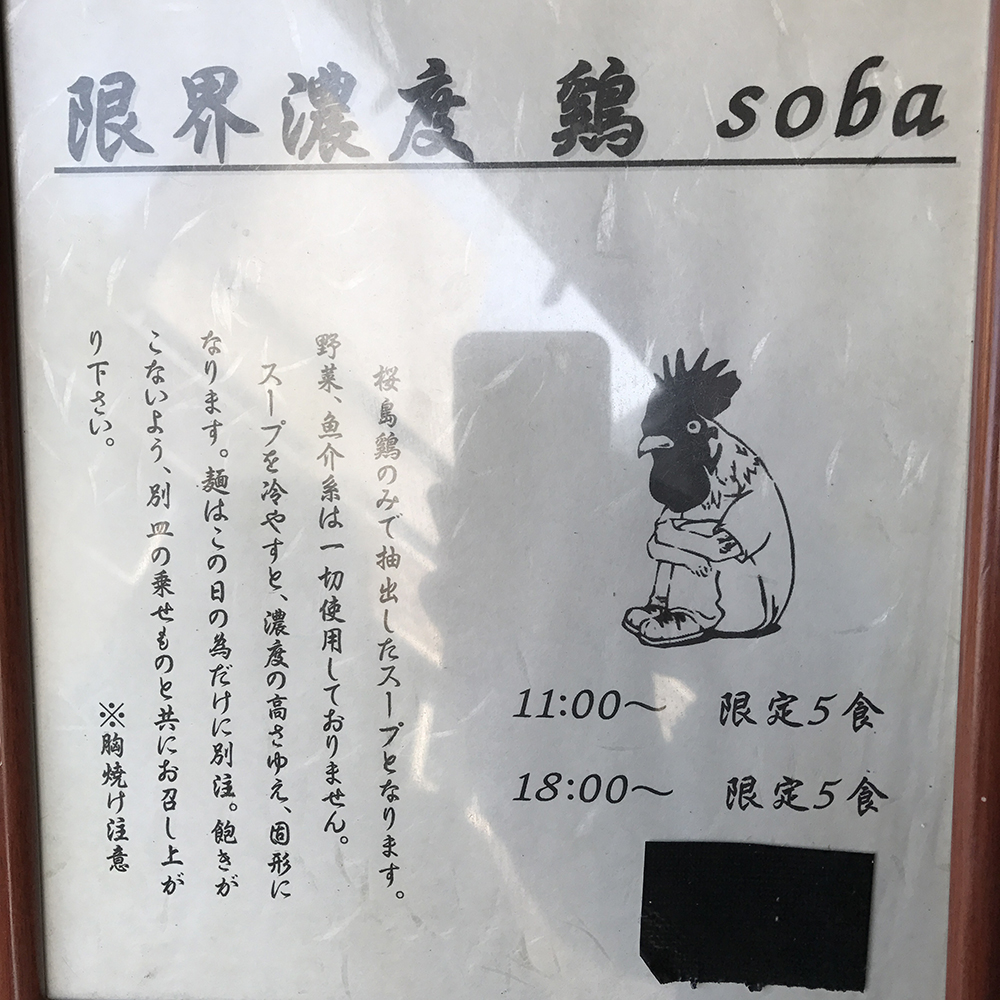 限界濃度 鶏 soba
桜島鶏のみで抽出したスープとなります。
野菜、魚介系は一切使用しておりません。
スープを冷やすと、濃度の高さゆえ、固形に
なります。麺はこの日の為だけに別注。飽きが
こないよう、別皿の乗せものと共にお召し上が
り下さい。
※胸焼け注意
11:00〜 限定5食
18:00〜 限定5食